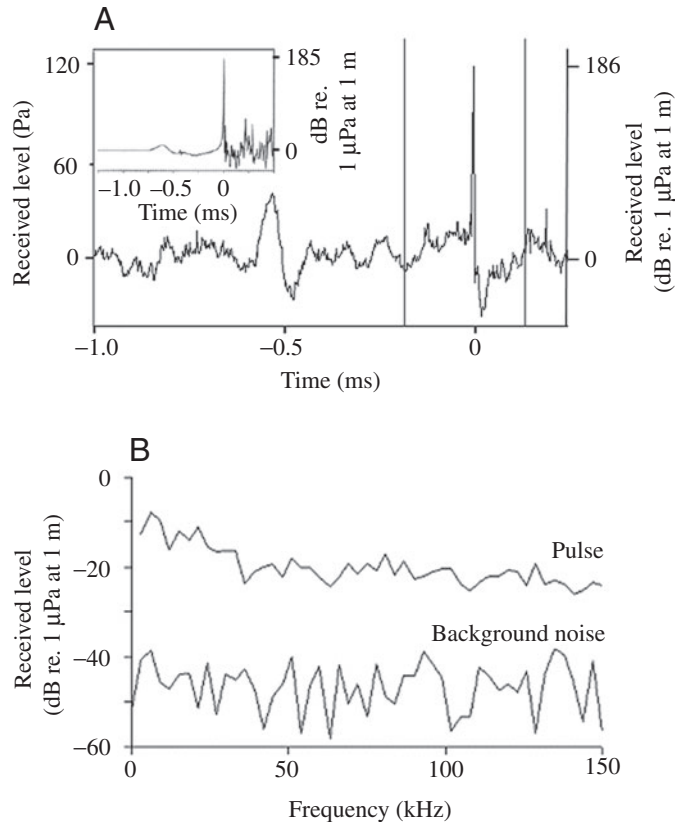 A
Received level (Pa)
120
60
0
185
0
dB re.
1 µPa at 1 m
−1.0
−0.5
0
Time (ms)
186
0
Received level
(dB re. 1 µPa at 1 m)
−1.0
−0.5
0
Time (ms)
B
Received level
(dB re. 1 µPa at 1 m)
0
−20
−40
−60
Pulse
Background noise
0
50
100
150
Frequency (kHz)